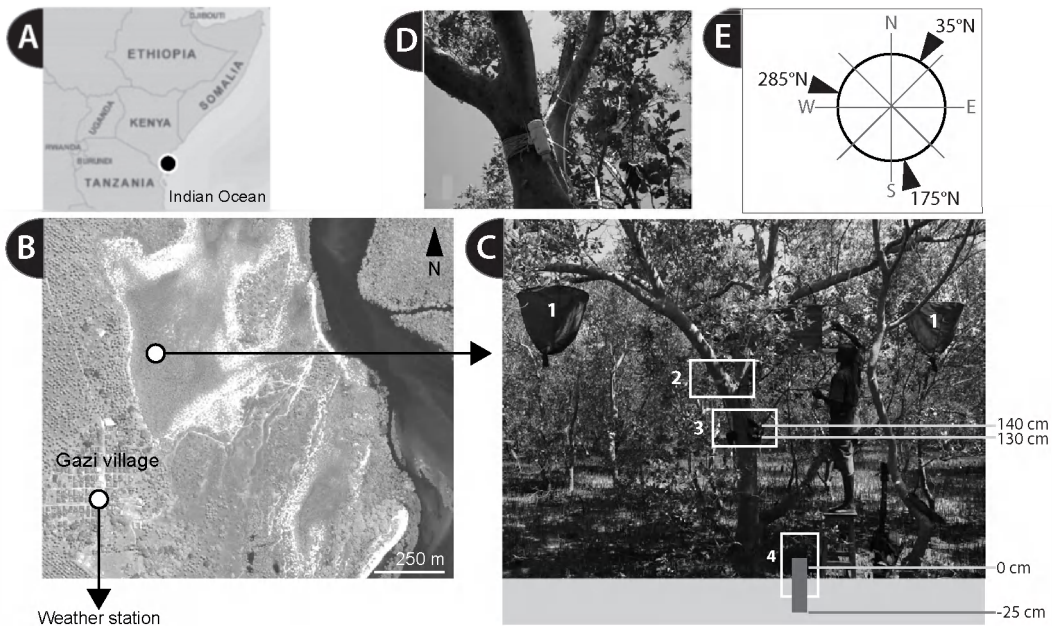 A
DJIBOUTI
ETHIOPIA
SOMALIA
UGANDA
KENYA
RWANDA
BURUNDI
TANZANIA
Indian Ocean
D
E
N
35°N
285°N
W
E
S
175°N
B
N
Gazi village
250 m
Weather station
C
1
1
2
3
140 cm
130 cm
4
0 cm
-25 cm